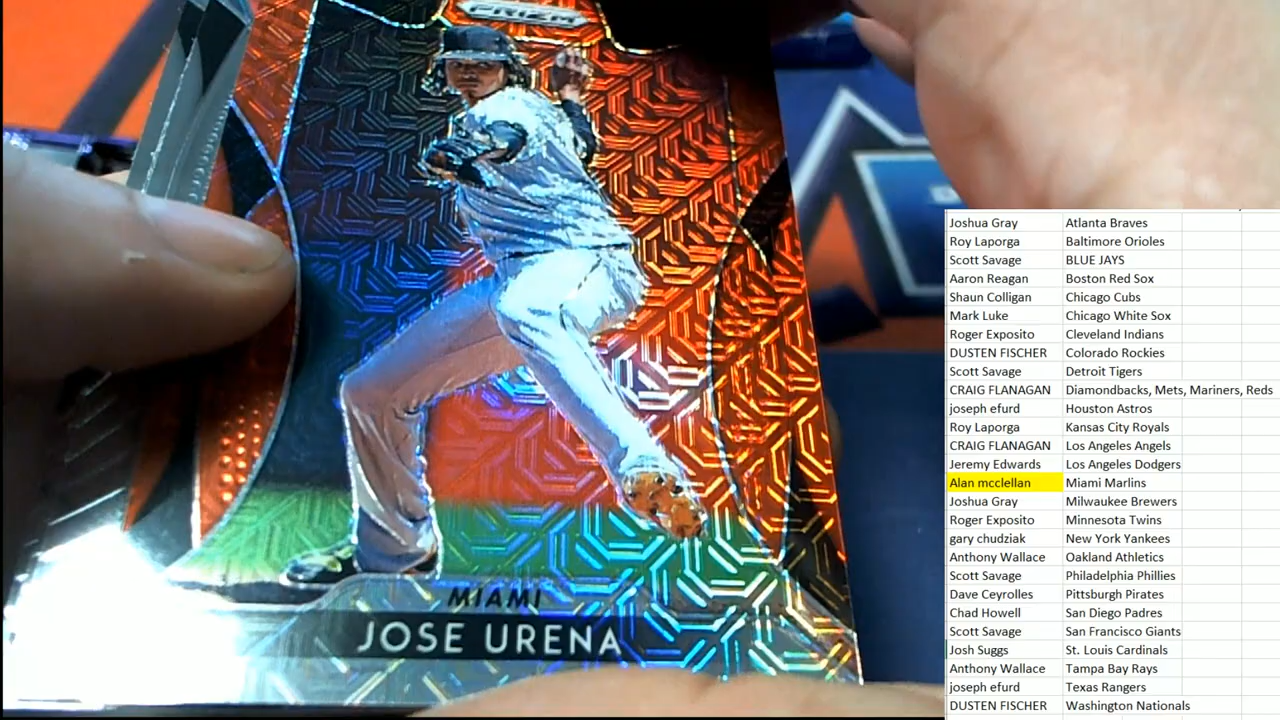 PRIZM
MIAMI
JOSE URENA
Joshua Gray Atlanta Braves
Roy Laporga Baltimore Orioles
Scott Savage BLUE JAYS
Aaron Reagan Boston Red Sox
Shaun Colligan Chicago Cubs
Mark Luke Chicago White Sox
Roger Exposito Cleveland Indians
DUSTEN FISCHER Colorado Rockies
Scott Savage Detroit Tigers
CRAIG FLANAGAN Diamondbacks, Mets, Mariners, Reds
joseph efurd Houston Astros
Roy Laporga Kansas City Royals
CRAIG FLANAGAN Los Angeles Angels
Jeremy Edwards Los Angeles Dodgers
Alan mcclellan Miami Marlins
Joshua Gray Milwaukee Brewers
Roger Exposito Minnesota Twins
gary chudziak New York Yankees
Anthony Wallace Oakland Athletics
Scott Savage Philadelphia Phillies
Dave Ceyrolles Pittsburgh Pirates
Chad Howell San Diego Padres
Scott Savage San Francisco Giants
Josh Suggs St. Louis Cardinals
Anthony Wallace Tampa Bay Rays
joseph efurd Texas Rangers
DUSTEN FISCHER Washington Nationals